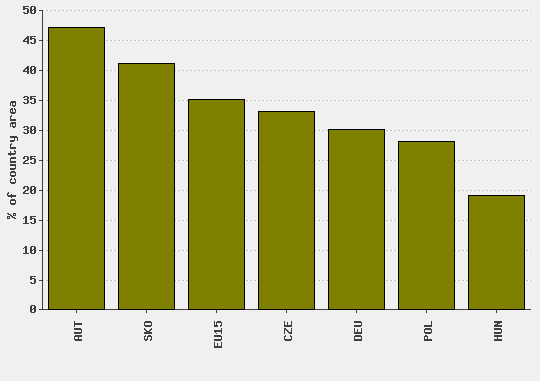 50
45
40
35
30
25
20
15
10
5
0
% of country area
AUT
SKO
EU15
CZE
DEU
POL
HUN